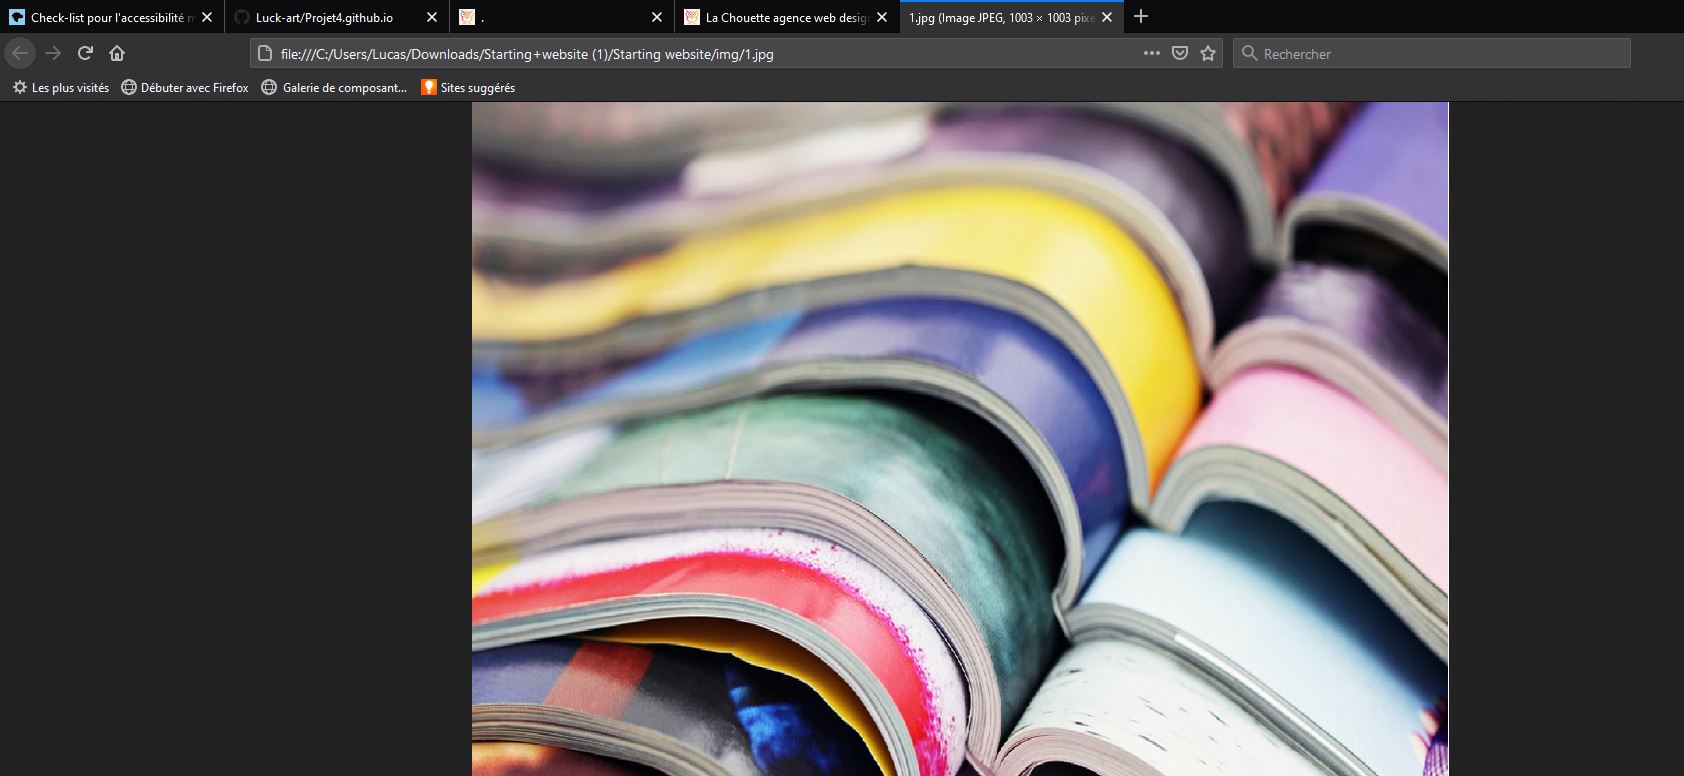 Check-list pour l'accessibilité m
Luck-art/Projet4.github.io
.
La Chouette agence web desig
1.jpg (Image JPEG, 1003 × 1003 pixe
file:///C:/Users/Lucas/Downloads/Starting+website (1)/Starting website/img/1.jpg
Rechercher
Les plus visités
Débuter avec Firefox
Galerie de composant...
Sites suggérés